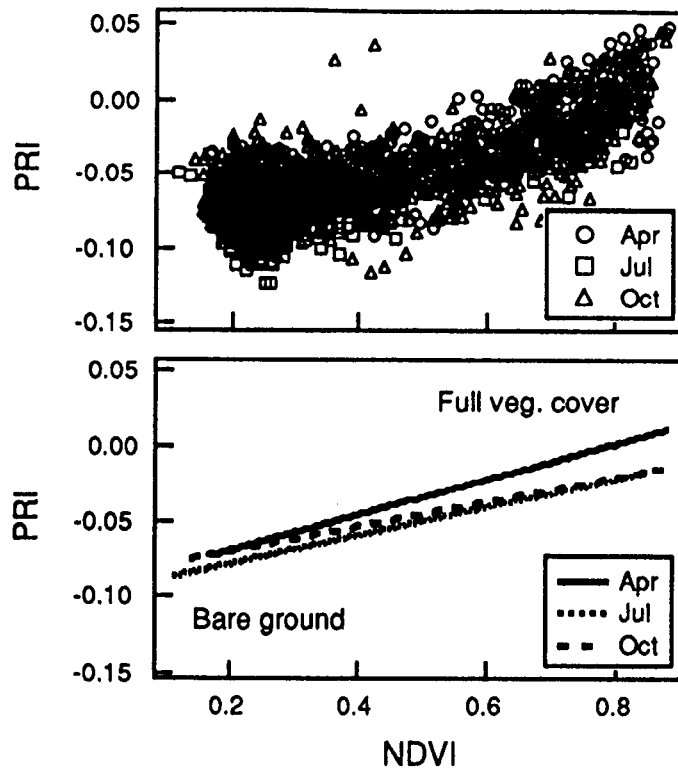 0.05
0.00
-0.05
-0.10
-0.15
PRI
Apr
Jul
Oct
0.05
0.00
-0.05
-0.10
-0.15
PRI
Full veg. cover
Bare ground
Apr
Jul
Oct
0.2
0.4
0.6
0.8
NDVI